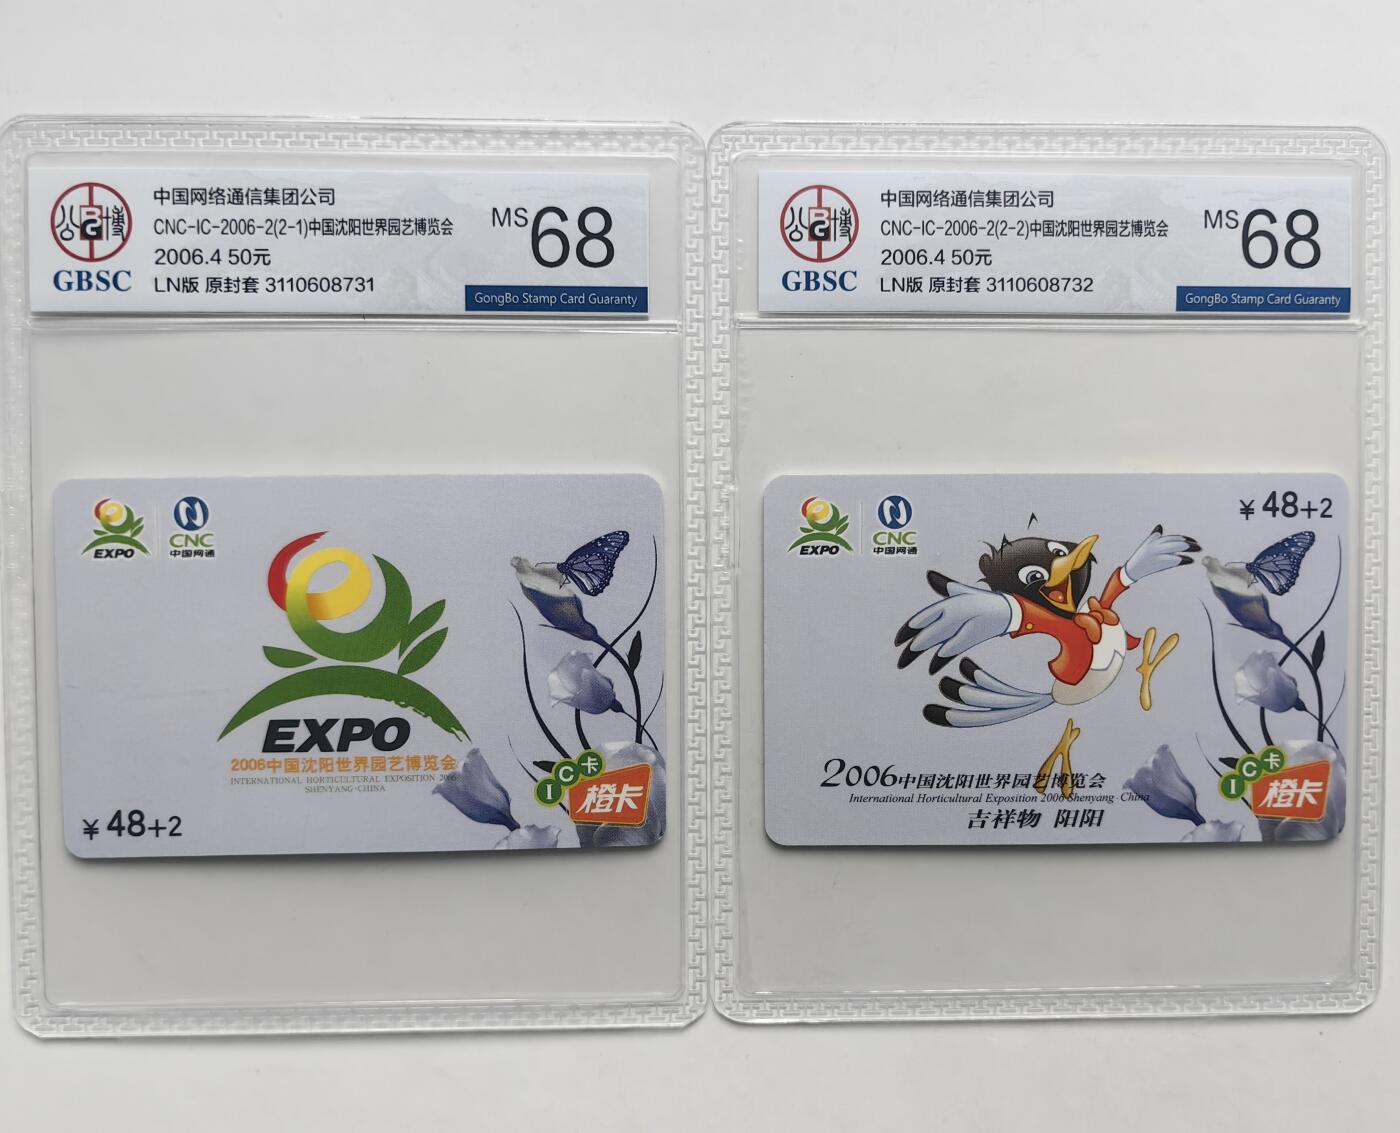 中国网络通信集团公司
CNC-IC-2006-2(2-1)中国沈阳世界园艺博览会
2006.4 50元
LN版 原封套 3110608731
MS 68
公博
BG
GBSC
GongBo Stamp Card Guaranty
EXPO
CNC
中国网通
EXPO
2006中国沈阳世界园艺博览会
INTERNATIONAL HORTICULTURAL EXPOSITION 2006
SHENYANG·CHINA
¥48+2
IC卡
橙卡
中国网络通信集团公司
CNC-IC-2006-2(2-2)中国沈阳世界园艺博览会
2006.4 50元
LN版 原封套 3110608732
MS 68
公博
BG
GBSC
GongBo Stamp Card Guaranty
EXPO
CNC
中国网通
¥48+2
2006中国沈阳世界园艺博览会
International Horticultural Exposition 2006 Shenyang·China
吉祥物 阳阳
IC卡
橙卡